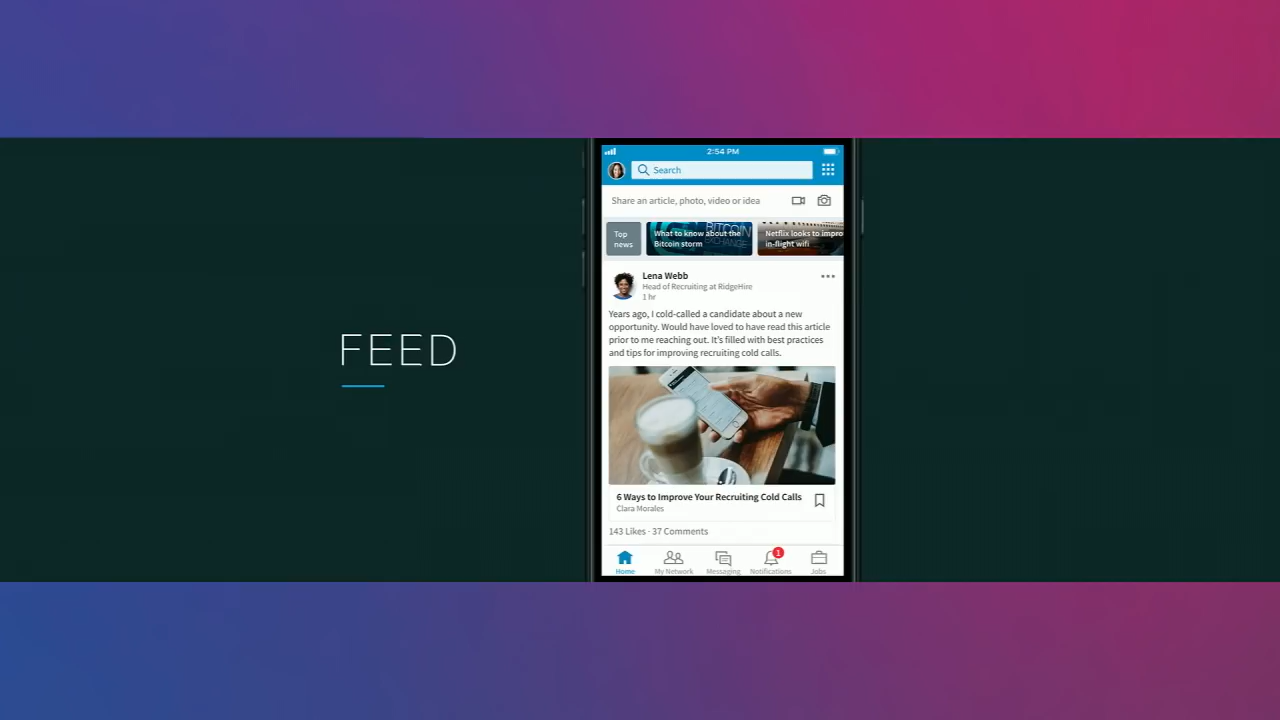 FEED
2:54 PM
Search
Share an article, photo, video or idea
Top
news
What to know about the
Bitcoin storm
BITCOIN
EXCHANGE
Netflix looks to impro
in-flight wifi
Lena Webb
Head of Recruiting at RidgeHire
1 hr
Years ago, I cold-called a candidate about a new
opportunity. Would have loved to have read this article
prior to me reaching out. It's filled with best practices
and tips for improving recruiting cold calls.
6 Ways to Improve Your Recruiting Cold Calls
Clara Morales
143 Likes · 37 Comments
1
Home
My Network
Messaging
Notifications
Jobs